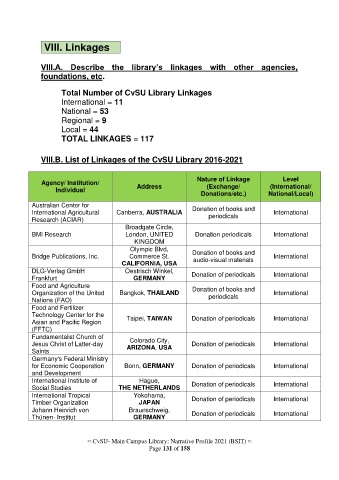 VIII. Linkages
VIII.A. Describe the library's linkages with other agencies,
foundations, etc.
Total Number of CvSU Library Linkages
International = 11
National = 53
Regional = 9
Local = 44
TOTAL LINKAGES = 117
VIII.B. List of Linkages of the CvSU Library 2016-2021
Agency/ Institution/
Individual
Address
Nature of Linkage
(Exchange/
Donations/etc.)
Level
(International/
National/Local)
Australian Center for
International Agricultural
Research (ACIAR)
Canberra, AUSTRALIA
Donation of books and
periodicals
International
BMI Research
Broadgate Circle,
London, UNITED
KINGDOM
Donation periodicals
International
Bridge Publications, Inc.
Olympic Blvd,
Commerce St.
CALIFORNIA, USA
Donation of books and
audio-visual materials
International
DLG-Verlag GmbH
Frankfurt
Oestrisch Winkel,
GERMANY
Donation of periodicals
International
Food and Agriculture
Organization of the United
Nations (FAO)
Bangkok, THAILAND
Donation of books and
periodicals
International
Food and Fertilizer
Technology Center for the
Asian and Pacific Region
(FFTC)
Taipei, TAIWAN
Donation of periodicals
International
Fundamentalist Church of
Jesus Christ of Latter-day
Saints
Colorado City,
ARIZONA, USA
Donation of periodicals
International
Germany's Federal Ministry
for Economic Cooperation
and Development
Bonn, GERMANY
Donation of periodicals
International
International Institute of
Social Studies
Hague,
THE NETHERLANDS
Donation of periodicals
International
International Tropical
Timber Organization
Yokohama,
JAPAN
Donation of periodicals
International
Johann Heinrich von
Thünen- Institut
Braunschweig,
GERMANY
Donation of periodicals
International
≈ CvSU- Main Campus Library: Narrative Profile 2021 (BSIT) ≈
Page 131 of 158